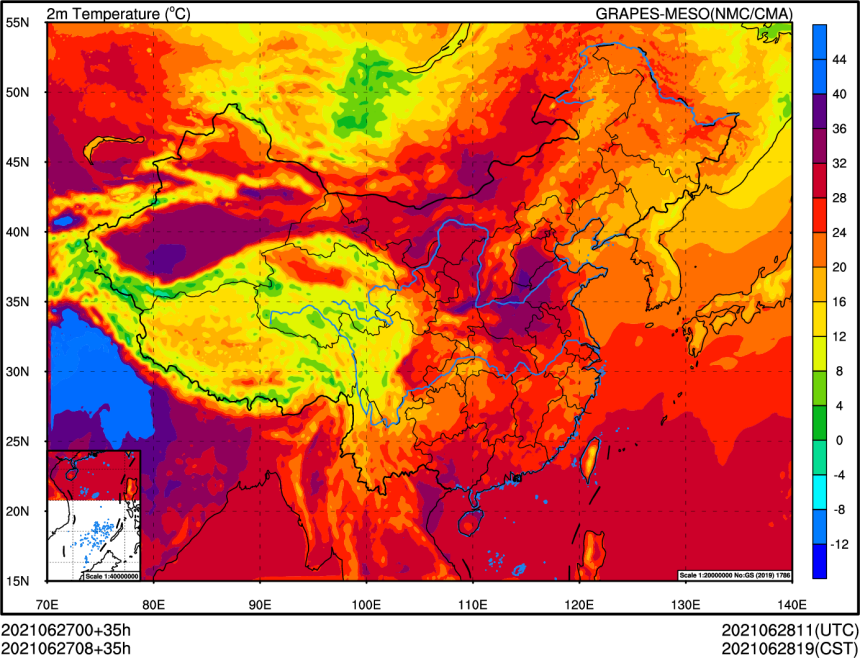 2m Temperature (°C) GRAPES-MESO(NMC/CMA)
55N
50N
45N
40N
35N
30N
25N
20N
15N
70E 80E 90E 100E 110E 120E 130E 140E
44
40
36
32
28
24
20
16
12
8
4
0
-4
-8
-12
Scale 1:40000000
Scale 1:20000000 No:GS (2019) 1786
2021062700+35h 2021062811(UTC)
2021062708+35h 2021062819(CST)